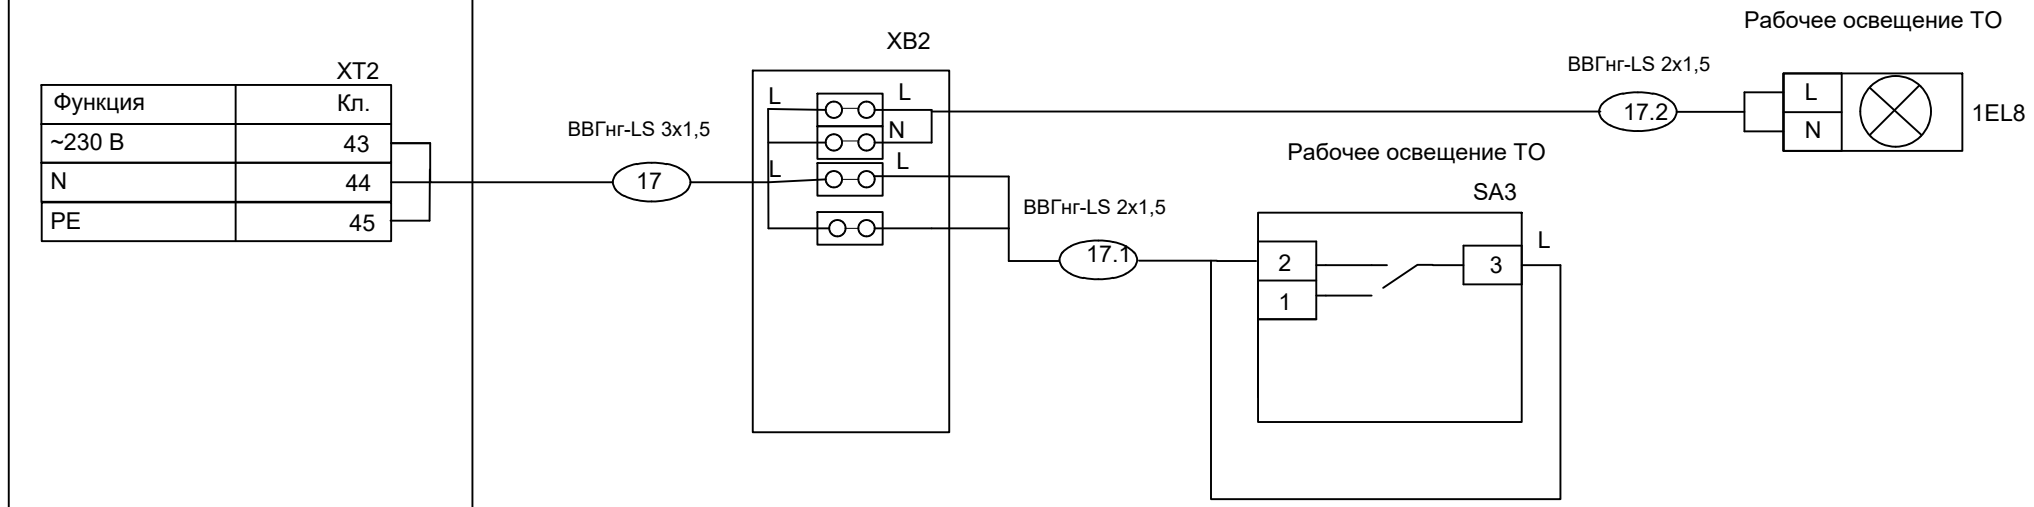 Рабочее освещение ТО
XB2
ВВГнг-LS 2x1,5
XT2
Функция Кл.
L L
L
17.2
1EL8
ВВГнг-LS 3x1,5
N
N
~230 В 43
Рабочее освещение ТО
L L
N 44
17
SA3
ВВГнг-LS 2x1,5
PE 45
L
17.1
2
3
1